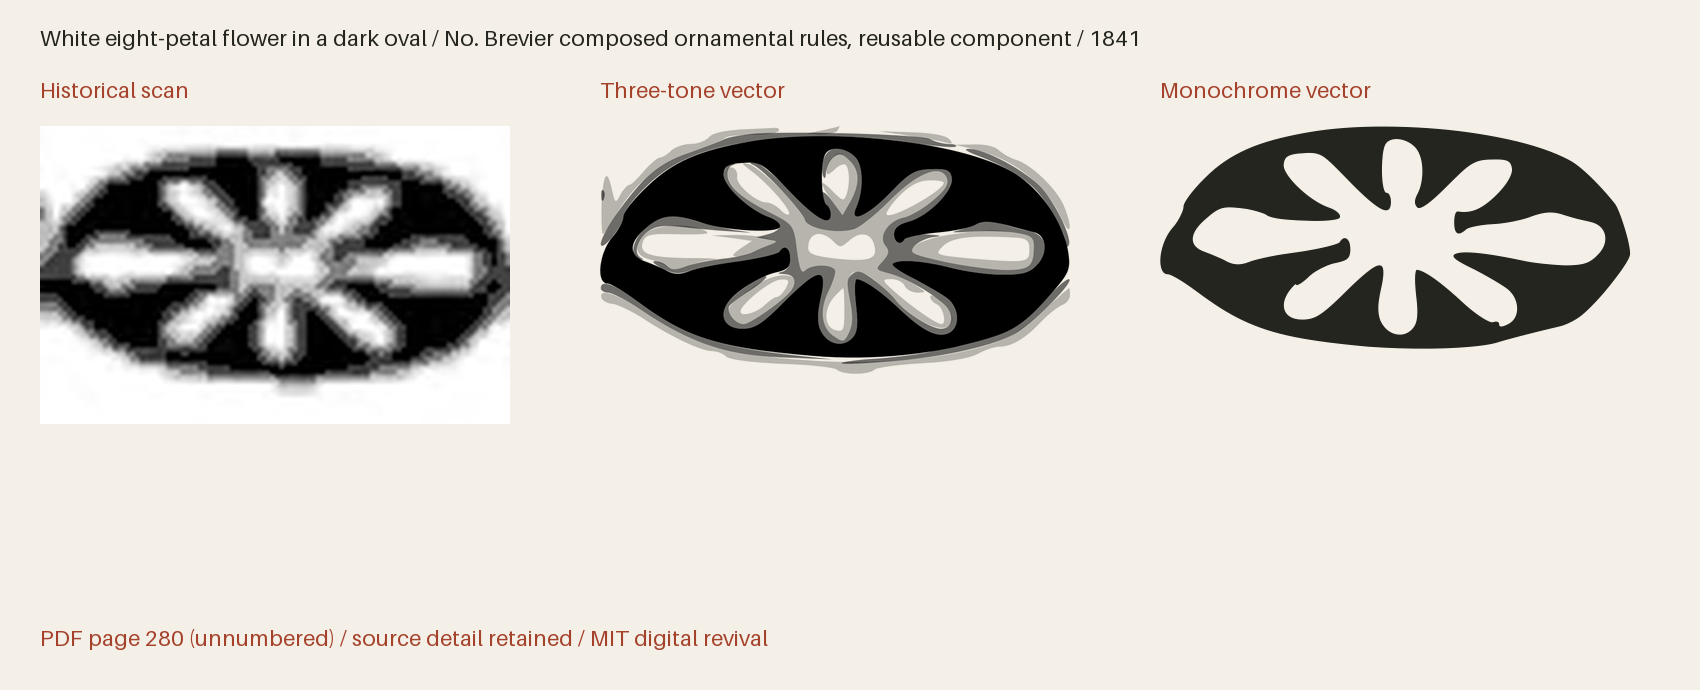 White eight-petal flower in a dark oval / No. Brevier composed ornamental rules, reusable component / 1841
Historical scan
Three-tone vector
Monochrome vector
PDF page 280 (unnumbered) / source detail retained / MIT digital revival